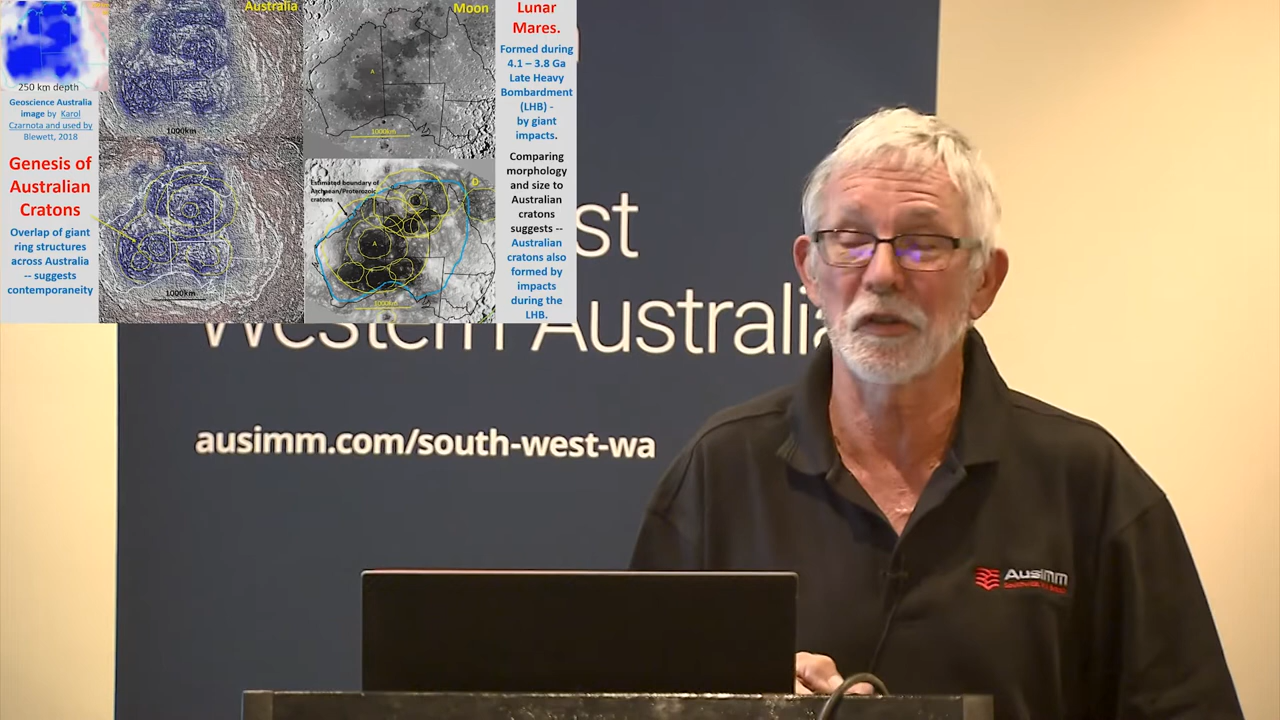 Australia
Moon
250 km depth
Geoscience Australia
image by Karol
Czarnota and used by
Blewett, 2018
Genesis of
Australian
Cratons
Overlap of giant
ring structures
across Australia
-- suggests
contemporaneity
1000km
1000km
A
1000km
Estimated boundary of
Archaean/Proterozoic
cratons
A
1000km
Lunar
Mares.
Formed during
4.1 – 3.8 Ga
Late Heavy
Bombardment
(LHB) -
by giant
impacts.
Comparing
morphology
and size to
Australian
cratons
suggests --
Australian
cratons also
formed by
impacts
during the
LHB.
st
Western Australia
ausimm.com/south-west-wa
AusIMM